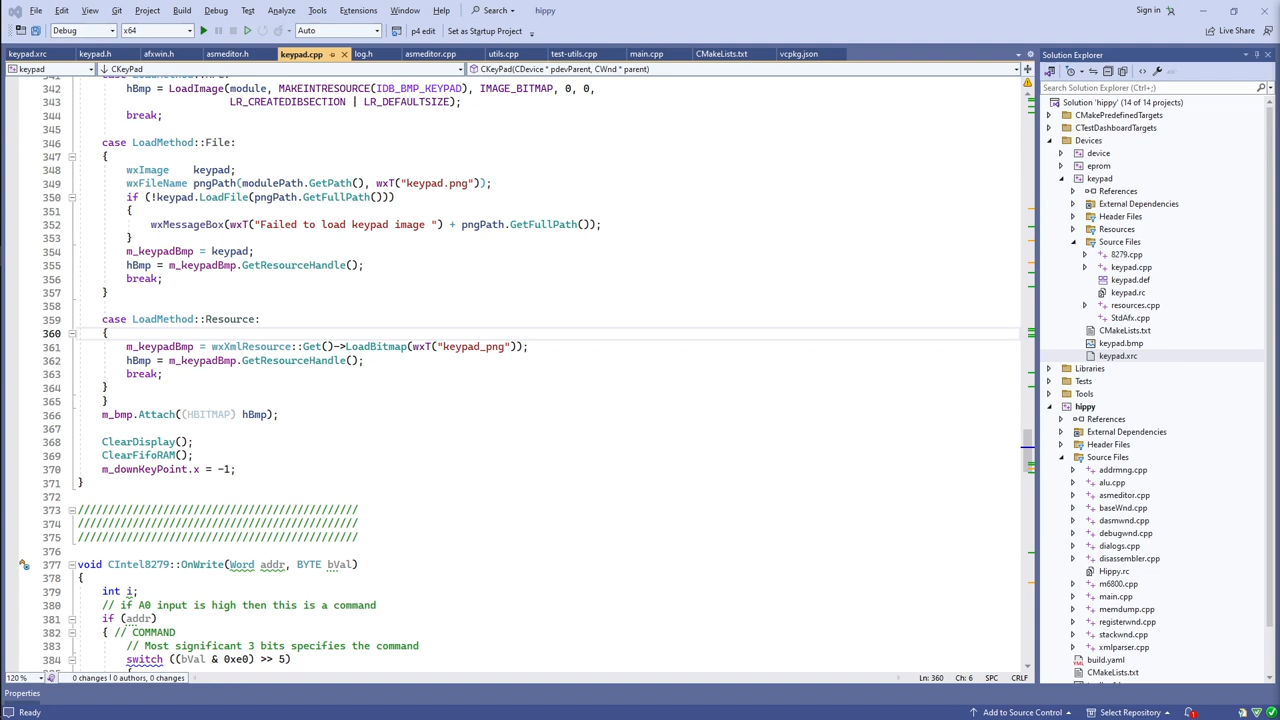 File Edit View Git Project Build Debug Test Analyze Tools Extensions Window Help Search hippy Sign in
Debug x64 Auto p4 edit Set as Startup Project Live Share
keypad.xrc keypad.h afxwin.h asmeditor.h keypad.cpp log.h asmeditor.cpp utils.cpp test-utils.cpp main.cpp CMakeLists.txt vcpkg.json
keypad CKeyPad CKeyPad(CDevice * pdevParent, CWnd * parent)
342 hBmp = LoadImage(module, MAKEINTRESOURCE(IDB_BMP_KEYPAD), IMAGE_BITMAP, 0, 0,
343 LR_CREATEDIBSECTION | LR_DEFAULTSIZE);
344 break;
345
346 case LoadMethod::File:
347 {
348 wxImage keypad;
349 wxFileName pngPath(modulePath.GetPath(), wxT("keypad.png"));
350 if (!keypad.LoadFile(pngPath.GetFullPath()))
351 {
352 wxMessageBox(wxT("Failed to load keypad image ") + pngPath.GetFullPath());
353 }
354 m_keypadBmp = keypad;
355 hBmp = m_keypadBmp.GetResourceHandle();
356 break;
357 }
358
359 case LoadMethod::Resource:
360 {
361 m_keypadBmp = wxXmlResource::Get()->LoadBitmap(wxT("keypad_png"));
362 hBmp = m_keypadBmp.GetResourceHandle();
363 break;
364 }
365 }
366 m_bmp.Attach((HBITMAP) hBmp);
367
368 ClearDisplay();
369 ClearFifoRAM();
370 m_downKeyPoint.x = -1;
371 }
372
373 ///////////////////////////////////////////////
374 ///////////////////////////////////////////////
375 ///////////////////////////////////////////////
376
377 void CIntel8279::OnWrite(Word addr, BYTE bVal)
378 {
379 int i;
380 // if A0 input is high then this is a command
381 if (addr)
382 { // COMMAND
383 // Most significant 3 bits specifies the command
384 switch ((bVal & 0xe0) >> 5)
120 % 0 changes | 0 authors, 0 changes Ln: 360 Ch: 6 SPC CRLF
Properties
Ready Add to Source Control Select Repository 1
Solution Explorer
Search Solution Explorer (Ctrl+;)
Solution 'hippy' (14 of 14 projects)
CMakePredefinedTargets
CTestDashboardTargets
Devices
device
eprom
keypad
References
External Dependencies
Header Files
Resources
Source Files
8279.cpp
keypad.cpp
keypad.def
keypad.rc
resources.cpp
StdAfx.cpp
CMakeLists.txt
keypad.bmp
keypad.xrc
Libraries
Tests
Tools
hippy
References
External Dependencies
Header Files
Source Files
addrmng.cpp
alu.cpp
asmeditor.cpp
baseWnd.cpp
dasmwnd.cpp
debugwnd.cpp
dialogs.cpp
disassembler.cpp
Hippy.rc
m6800.cpp
main.cpp
memdump.cpp
registerwnd.cpp
stackwnd.cpp
xmlparser.cpp
build.yaml
CMakeLists.txt